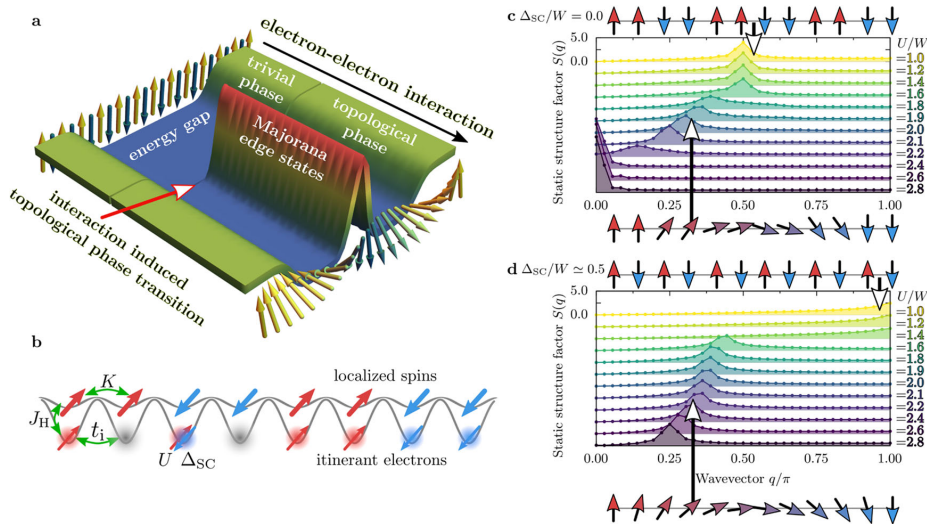 a
electron-electron interaction
trivial
phase
topological
phase
energy gap
Majorana
edge states
interaction induced
topological phase transition
b
K
localized spins
J_H
t_i
U Δ_SC
itinerant electrons
c Δ_SC/W = 0.0
U/W
5.0
0.0
Static structure factor S(q)
=1.0
=1.2
=1.4
=1.6
=1.8
=1.9
=2.0
=2.1
=2.2
=2.4
=2.6
=2.8
0.00 0.25 0.50 0.75 1.00
d Δ_SC/W ≃ 0.5
U/W
5.0
0.0
Static structure factor S(q)
=1.0
=1.2
=1.4
=1.6
=1.8
=1.9
=2.0
=2.1
=2.2
=2.4
=2.6
=2.8
0.00 0.25 0.50 0.75 1.00
Wavevector q/π